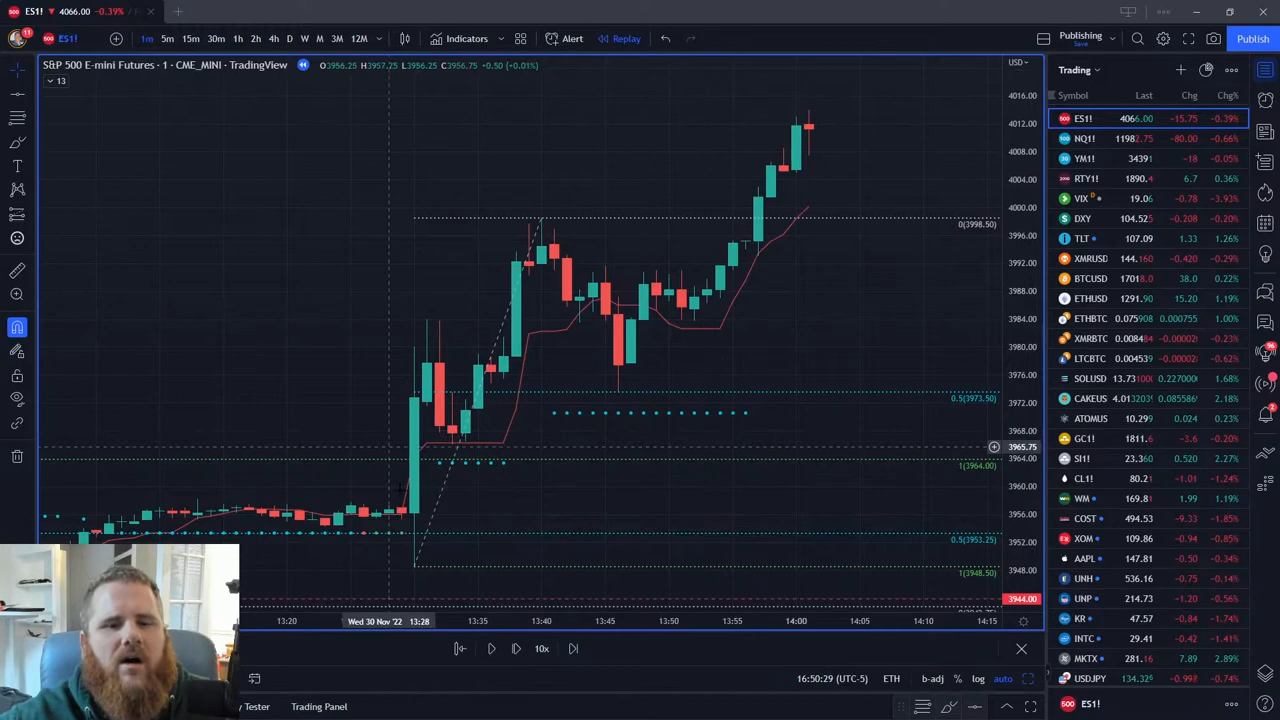 ES1! 4066.00 -0.39%
11 ES1! 1m 5m 15m 30m 1h 2h 4h D W M 3M 12M Indicators Alert Replay Publishing Save Publish
S&P 500 E-mini Futures · 1 · CME_MINI · TradingView O3956.25 H3957.25 L3956.25 C3956.75 +0.50 (+0.01%) USD
13
4016.00
4012.00
4008.00
4004.00
4000.00
3996.00
3992.00
3988.00
3984.00
3980.00
3976.00
3972.00
3968.00
3965.75
3964.00
3960.00
3956.00
3952.00
3948.00
3944.00
0(3998.50)
0.5(3973.50)
1(3964.00)
0.5(3953.25)
1(3948.50)
13:20 Wed 30 Nov '22 13:28 13:35 13:40 13:45 13:50 13:55 14:00 14:05 14:10 14:15
10x
16:50:29 (UTC-5) ETH b-adj % log auto
Tester Trading Panel
Trading
Symbol Last Chg Chg%
ES1! 4066.00 -15.75 -0.39%
NQ1! 11982.75 -80.00 -0.66%
YM1! 34391 -18 -0.05%
RTY1! 1890.4 6.7 0.36%
VIX 19.06 -0.78 -3.93%
DXY 104.525 -0.208 -0.20%
TLT 107.09 1.33 1.26%
XMRUSD 144.160 -0.420 -0.29%
BTCUSD 17018.0 38.0 0.22%
ETHUSD 1291.90 15.20 1.19%
ETHBTC 0.075908 0.000755 1.00%
XMRBTC 0.008484 -0.00002 -0.23%
LTCBTC 0.004539 -0.00002 -0.62%
SOLUSD 13.73100 0.227000 1.68%
CAKEUS 4.01320 0.085586 2.18%
ATOMUS 10.299 0.024 0.23%
GC1! 1811.6 -3.6 -0.20%
SI1! 23.360 0.520 2.27%
CL1! 80.21 -1.01 -1.24%
WM 169.81 1.99 1.19%
COST 494.53 -9.33 -1.85%
XOM 109.86 -0.94 -0.85%
AAPL 147.81 -0.50 -0.34%
UNH 536.16 -0.75 -0.14%
UNP 216.93 -1.20 -0.56%
KR 47.57 -0.84 -1.74%
INTC 29.41 -0.42 -1.41%
MKTX 281.16 7.89 2.89%
USDJPY 134.32 -0.99 -0.74%
ES1!
96